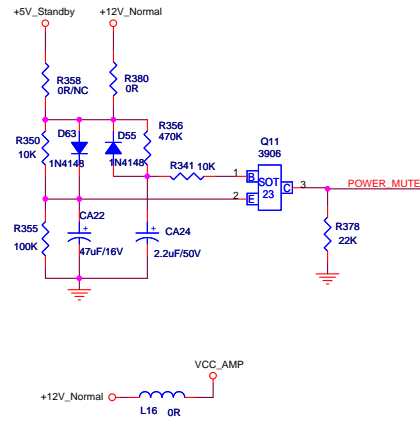 +5V_Standby
+12V_Normal
R358
0R/NC
R380
0R
R350
10K
D63
1N4148
D55
1N4148
R356
470K
R341 10K
Q11
3906
1
B
SOT
23
2
E
C
3
POWER_MUTE
R355
100K
+
CA22
47uF/16V
+
CA24
2.2uF/50V
R378
22K
VCC_AMP
+12V_Normal
L16
0R